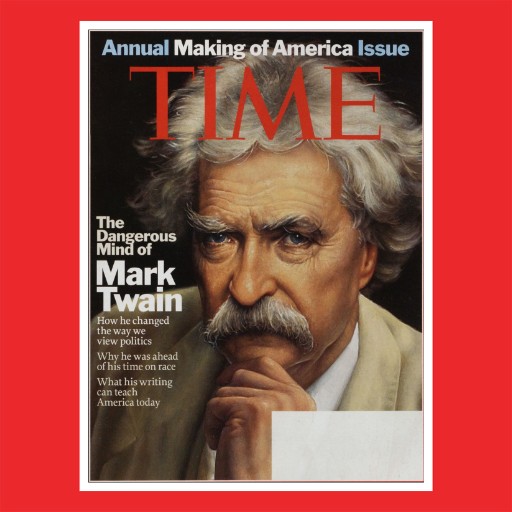 Annual Making of America Issue
TIME
The
Dangerous
Mind of
Mark
Twain
How he changed
the way we
view politics
Why he was ahead
of his time on race
What his writing
can teach
America today